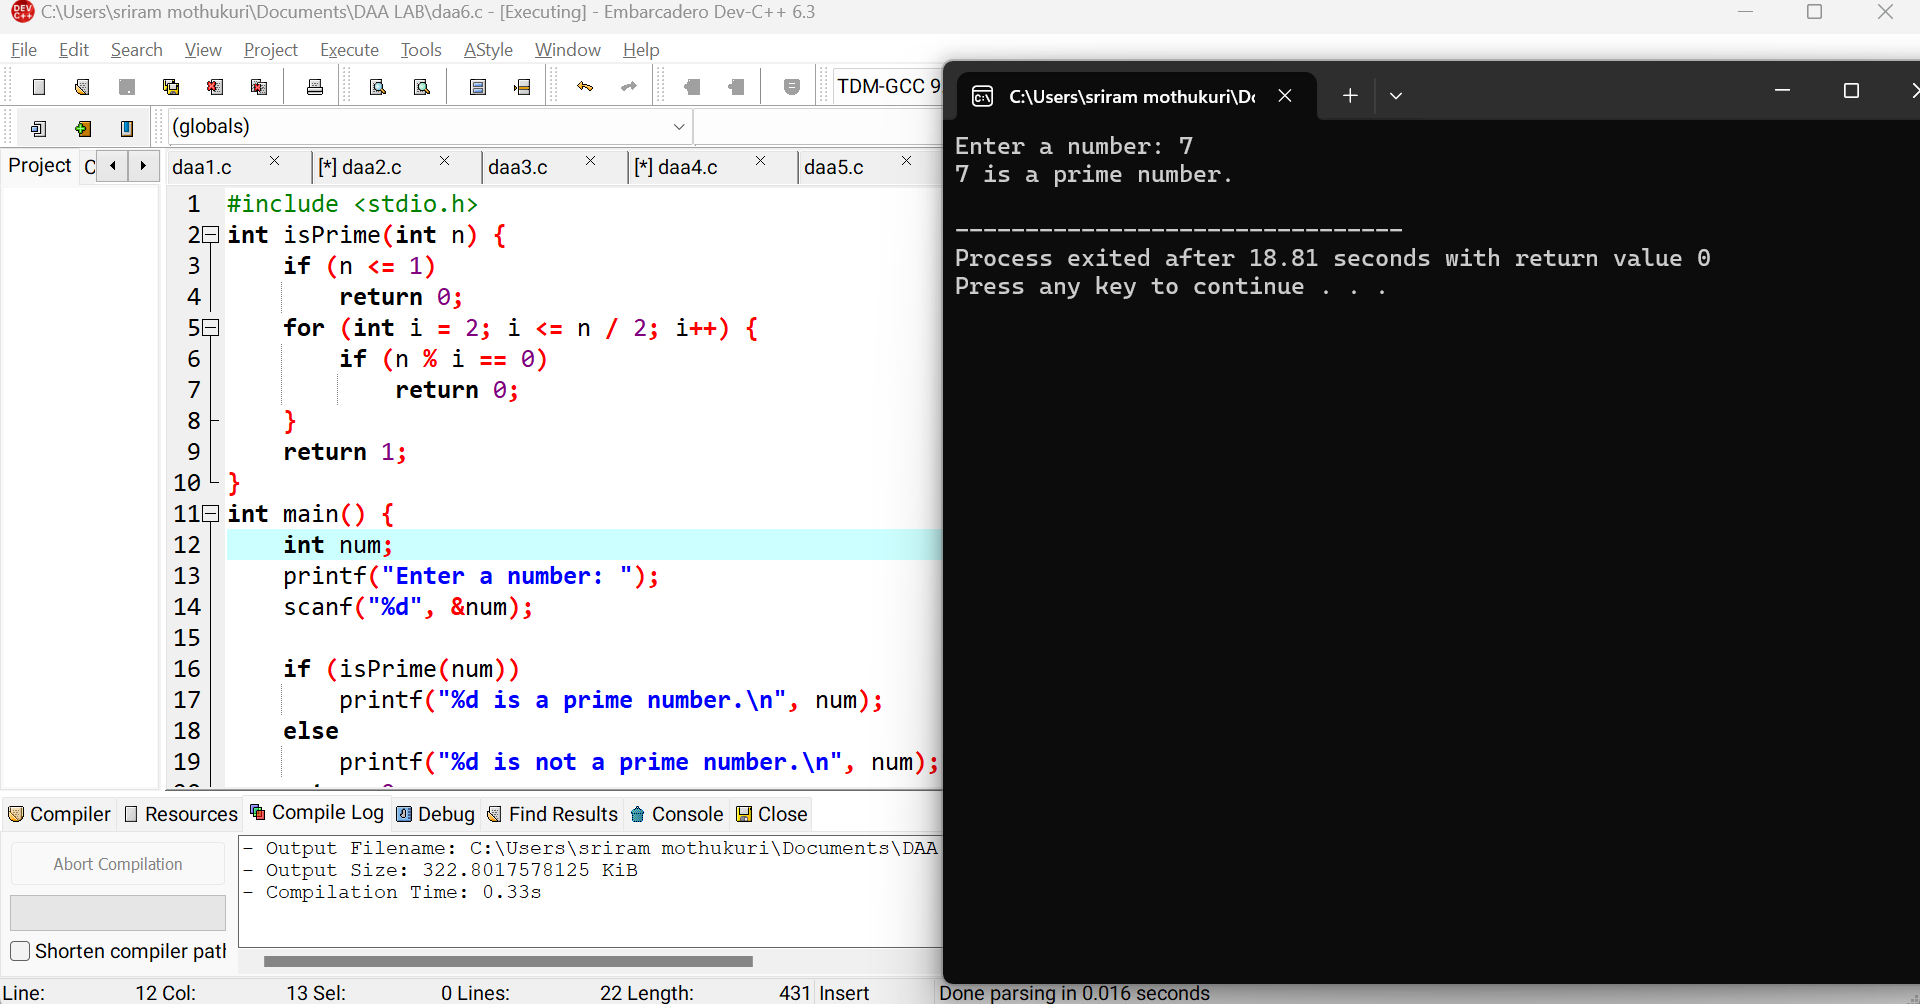 C:\Users\sriram mothukuri\Documents\DAA LAB\daa6.c - [Executing] - Embarcadero Dev-C++ 6.3
File Edit Search View Project Execute Tools AStyle Window Help
TDM-GCC 9
(globals)
Project C
daa1.c [*] daa2.c daa3.c [*] daa4.c daa5.c
1 #include <stdio.h>
2 int isPrime(int n) {
3 if (n <= 1)
4 return 0;
5 for (int i = 2; i <= n / 2; i++) {
6 if (n % i == 0)
7 return 0;
8 }
9 return 1;
10 }
11 int main() {
12 int num;
13 printf("Enter a number: ");
14 scanf("%d", &num);
15
16 if (isPrime(num))
17 printf("%d is a prime number.\n", num);
18 else
19 printf("%d is not a prime number.\n", num);
C:\Users\sriram mothukuri\Do
Enter a number: 7
7 is a prime number.
--------------------------------
Process exited after 18.81 seconds with return value 0
Press any key to continue . . .
Compiler Resources Compile Log Debug Find Results Console Close
Abort Compilation
Shorten compiler path
- Output Filename: C:\Users\sriram mothukuri\Documents\DAA
- Output Size: 322.8017578125 KiB
- Compilation Time: 0.33s
Line: 12 Col: 13 Sel: 0 Lines: 22 Length: 431 Insert Done parsing in 0.016 seconds